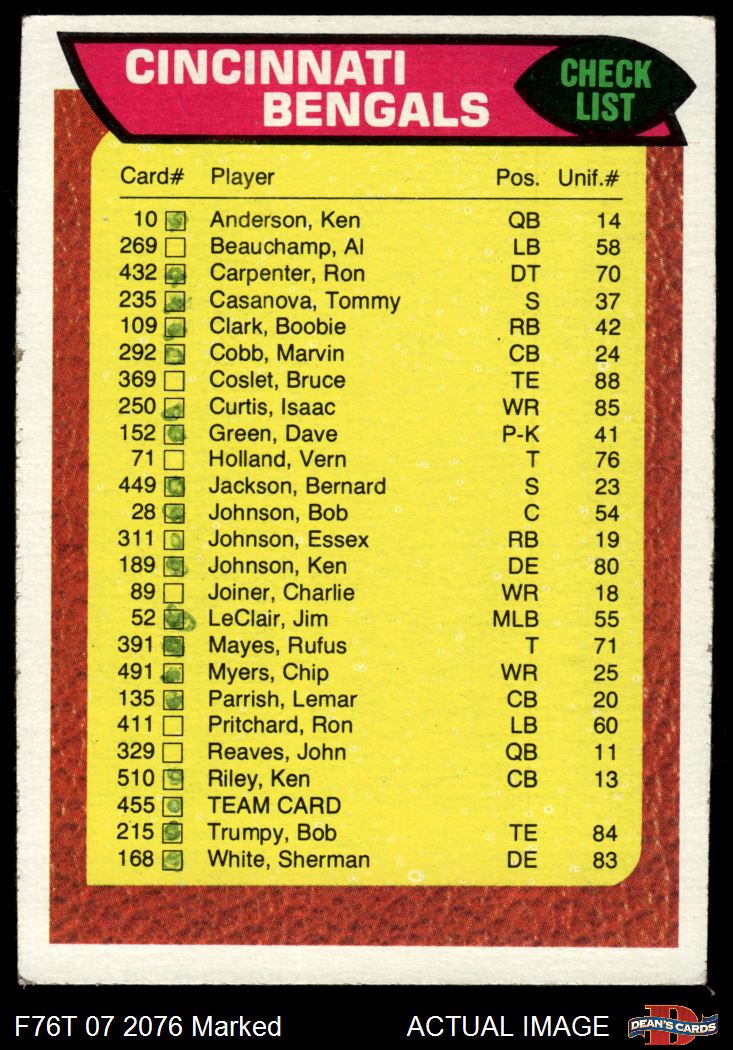 CINCINNATI
BENGALS
CHECK
LIST
Card# Player Pos. Unif.#
10 Anderson, Ken QB 14
269 Beauchamp, Al LB 58
432 Carpenter, Ron DT 70
235 Casanova, Tommy S 37
109 Clark, Boobie RB 42
292 Cobb, Marvin CB 24
369 Coslet, Bruce TE 88
250 Curtis, Isaac WR 85
152 Green, Dave P-K 41
71 Holland, Vern T 76
449 Jackson, Bernard S 23
28 Johnson, Bob C 54
311 Johnson, Essex RB 19
189 Johnson, Ken DE 80
89 Joiner, Charlie WR 18
52 LeClair, Jim MLB 55
391 Mayes, Rufus T 71
491 Myers, Chip WR 25
135 Parrish, Lemar CB 20
411 Pritchard, Ron LB 60
329 Reaves, John QB 11
510 Riley, Ken CB 13
455 TEAM CARD
215 Trumpy, Bob TE 84
168 White, Sherman DE 83
F76T 07 2076 Marked ACTUAL IMAGE DEAN'S CARDS